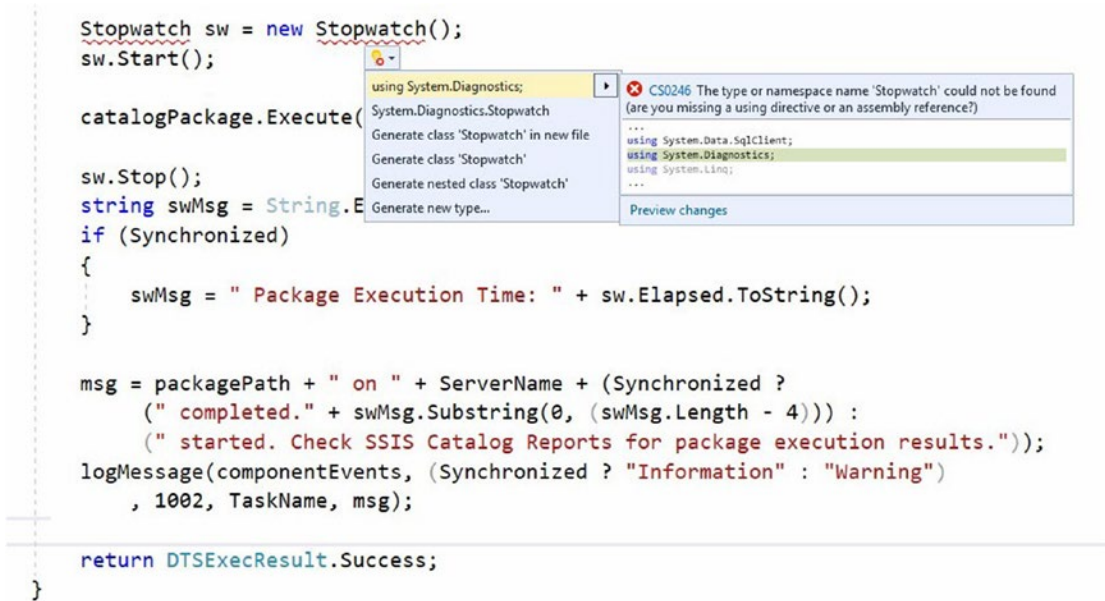 Stopwatch sw = new Stopwatch();
sw.Start();
using System.Diagnostics;
System.Diagnostics.Stopwatch
Generate class 'Stopwatch' in new file
Generate class 'Stopwatch'
Generate nested class 'Stopwatch'
Generate new type...
CS0246 The type or namespace name 'Stopwatch' could not be found
(are you missing a using directive or an assembly reference?)
...
using System.Data.SqlClient;
using System.Diagnostics;
using System.Linq;
...
Preview changes
catalogPackage.Execute(
sw.Stop();
string swMsg = String.E
if (Synchronized)
{
swMsg = " Package Execution Time: " + sw.Elapsed.ToString();
}
msg = packagePath + " on " + ServerName + (Synchronized ?
(" completed." + swMsg.Substring(0, (swMsg.Length - 4))) :
(" started. Check SSIS Catalog Reports for package execution results."));
logMessage(componentEvents, (Synchronized ? "Information" : "Warning")
, 1002, TaskName, msg);
return DTSExecResult.Success;
}